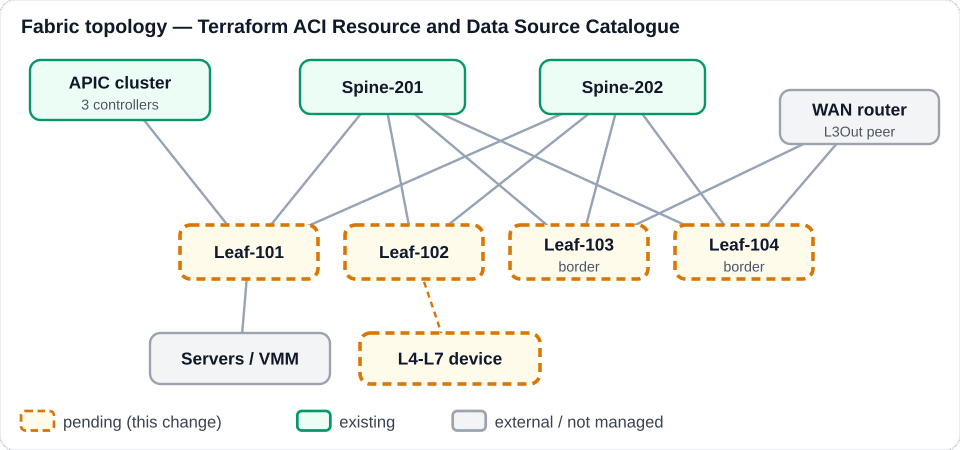 Fabric topology — Terraform ACI Resource and Data Source Catalogue
APIC cluster
3 controllers
Spine-201
Spine-202
WAN router
L3Out peer
Leaf-101
Leaf-102
Leaf-103
border
Leaf-104
border
Servers / VMM
L4-L7 device
pending (this change)
existing
external / not managed